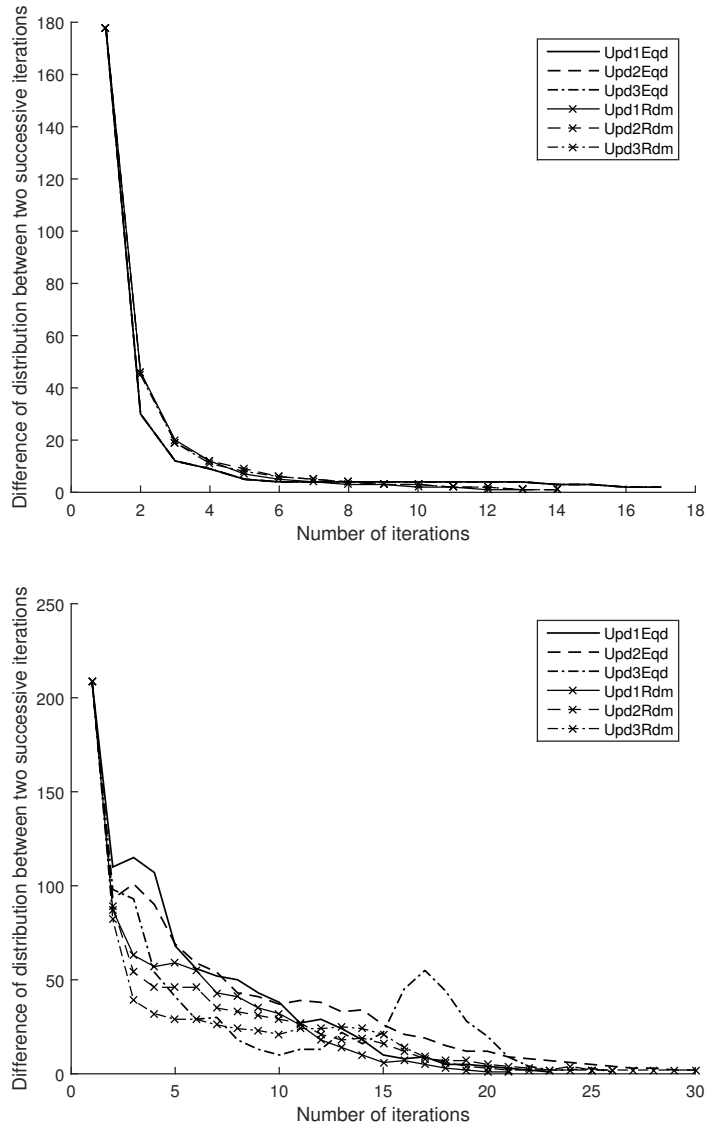 Difference of distribution between two successive iterations
180
160
140
120
100
80
60
40
20
0
Upd1Eqd
Upd2Eqd
Upd3Eqd
Upd1Rdm
Upd2Rdm
Upd3Rdm
0 2 4 6 8 10 12 14 16 18
Number of iterations
Difference of distribution between two successive iterations
250
200
150
100
50
0
Upd1Eqd
Upd2Eqd
Upd3Eqd
Upd1Rdm
Upd2Rdm
Upd3Rdm
0 5 10 15 20 25 30
Number of iterations